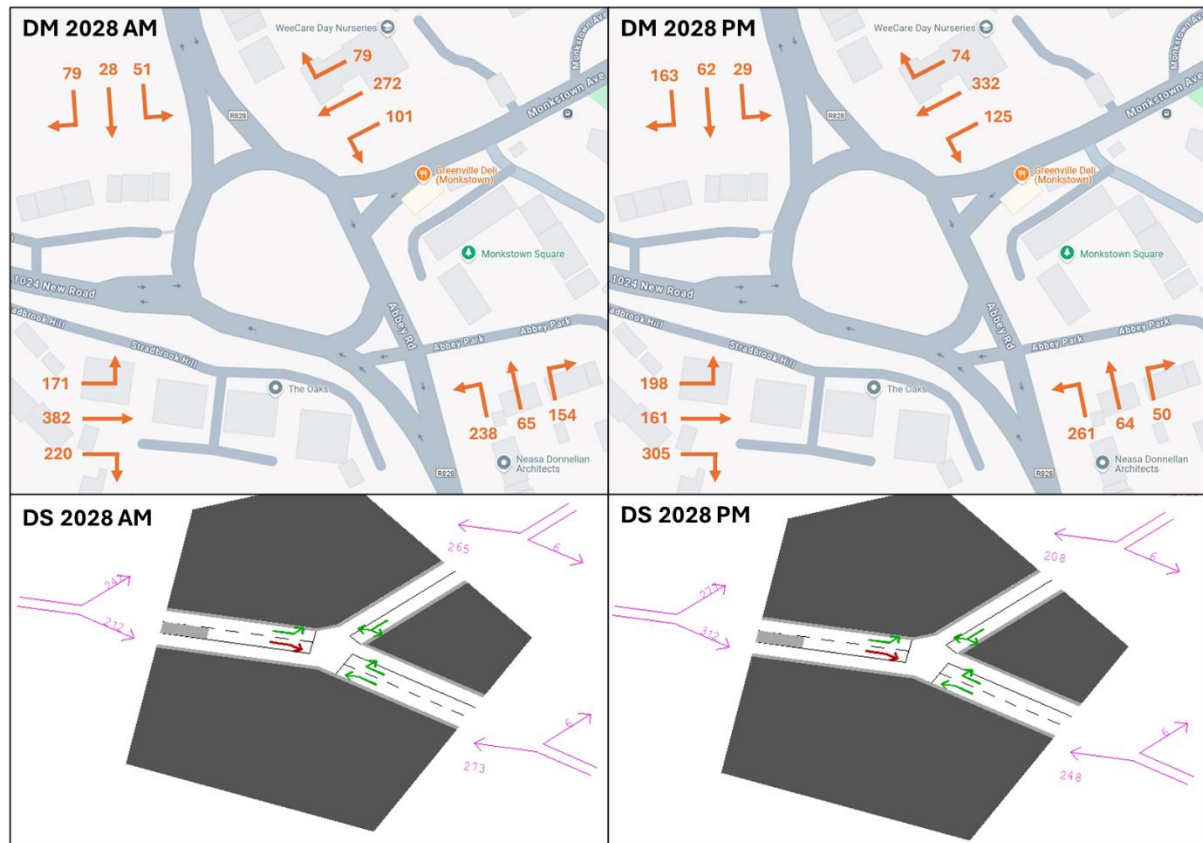 DM 2028 AM
WeeCare Day Nurseries
79
28
51
79
272
101
R828
Monkstown Ave
Monkstown Ave
Greenville Deli
(Monkstown)
Monkstown Square
1024 New Road
Stradbrook Hill
Stradbrook Hill
Abbey Rd
Abbey Park
Abbey Park
The Oaks
171
382
220
238
65
154
Neasa Donnellan
Architects
R828
DM 2028 PM
WeeCare Day Nurseries
163
62
29
74
332
125
R828
Monkstown Ave
Greenville Deli
(Monkstown)
Monkstown Square
1024 New Road
Stradbrook Hill
Abbey Rd
Abbey Park
Abbey Park
The Oaks
198
161
305
261
64
50
Neasa Donnellan
Architects
R828
DS 2028 AM
265
6
212
6
273
DS 2028 PM
208
6
312
6
248